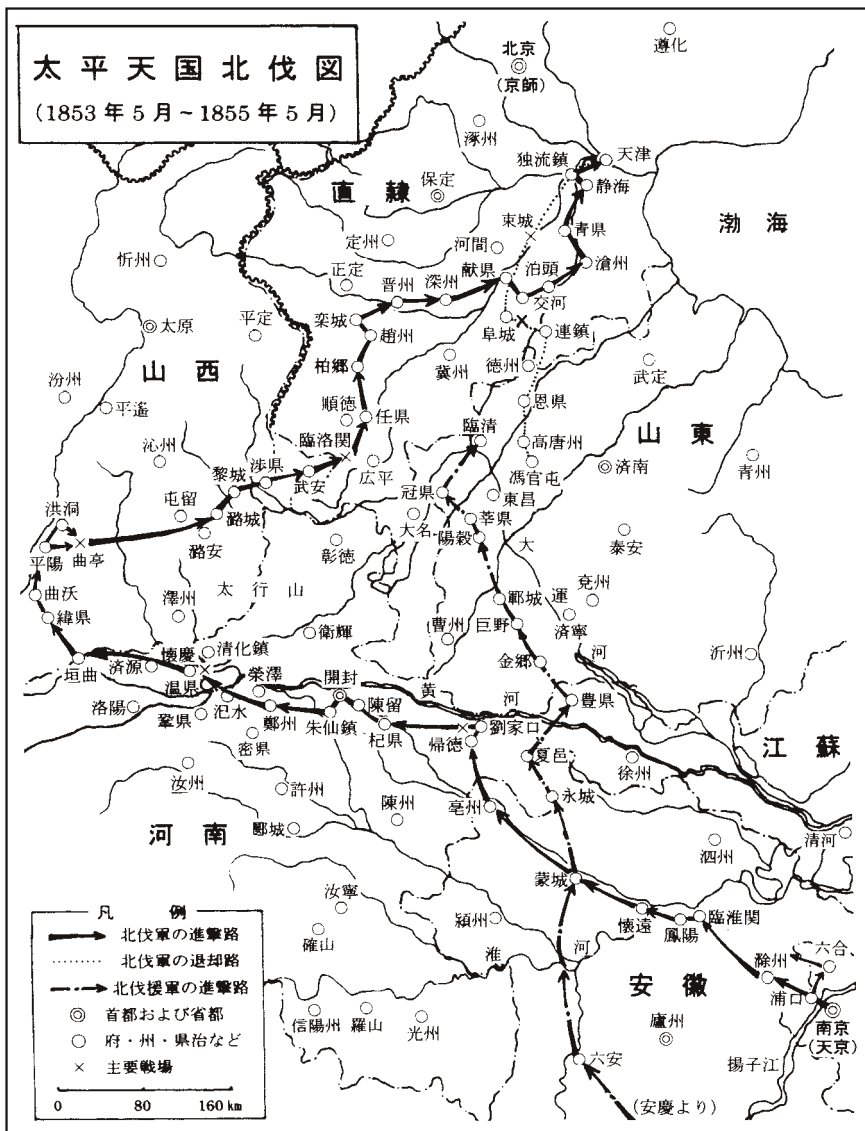 太平天国北伐図
(1853年5月～1855年5月)
北京
(京師)
遵化
涿州
天津
独流鎮
静海
直隷
保定
束城
渤海
青県
定州
河間
忻州
正定
献県
泊頭
滄州
晋州
深州
交河
太原
平定
欒城
趙州
阜城
連鎮
山西
柏郷
冀州
徳州
武定
汾州
平遙
順徳
任県
恩県
山東
沁州
臨洺関
臨清
高唐州
黎城
渉県
武安
広平
馮官屯
済南
青州
冠県
東昌
洪洞
屯留
潞城
大名
莘県
平陽
曲亭
潞安
彰徳
陽穀
大
泰安
曲沃
太行山
鄆城
運
兗州
絳県
澤州
曹州
巨野
済寧
衛輝
河
沂州
懐慶
清化鎮
金郷
垣曲
済源
温県
滎澤
開封
黄
河
豊県
洛陽
鞏県
汜水
鄭州
朱仙鎮
陳留
杞県
劉家口
帰徳
江蘇
密県
夏邑
徐州
汝州
許州
陳州
亳州
永城
河南
郾城
泗州
清河
蒙城
汝寧
潁州
懐遠
鳳陽
臨淮関
確山
淮
河
滁州
六合
安徽
浦口
信陽州
羅山
光州
廬州
南京
(天京)
六安
揚子江
(安慶より)
凡例
北伐軍の進撃路
北伐軍の退却路
北伐援軍の進撃路
首都および省都
府・州・県治など
主要戦場
0 80 160km